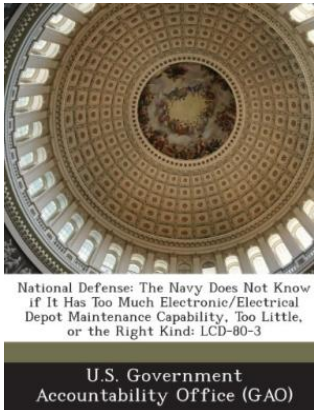 National Defense: The Navy Does Not Know
if It Has Too Much Electronic/Electrical
Depot Maintenance Capability, Too Little,
or the Right Kind: LCD-80-3
U.S. Government
Accountability Office (GAO)